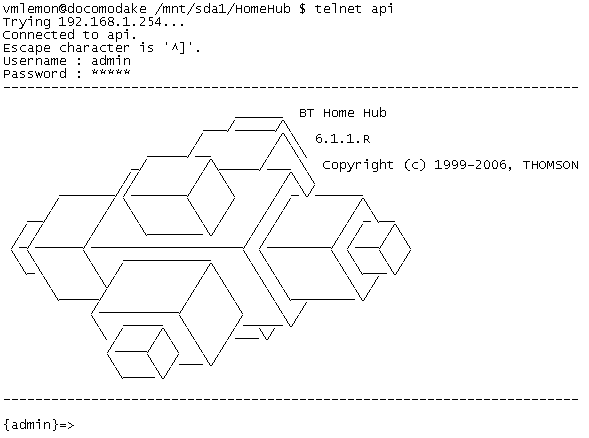 vmlemon@docomodake /mnt/sda1/HomeHub $ telnet api
Trying 192.168.1.254...
Connected to api.
Escape character is '^]'.
Username : admin
Password : *****
------------------------------------------------------------------------
BT Home Hub
6.1.1.R
Copyright (c) 1999-2006, THOMSON
------------------------------------------------------------------------
{admin}=>